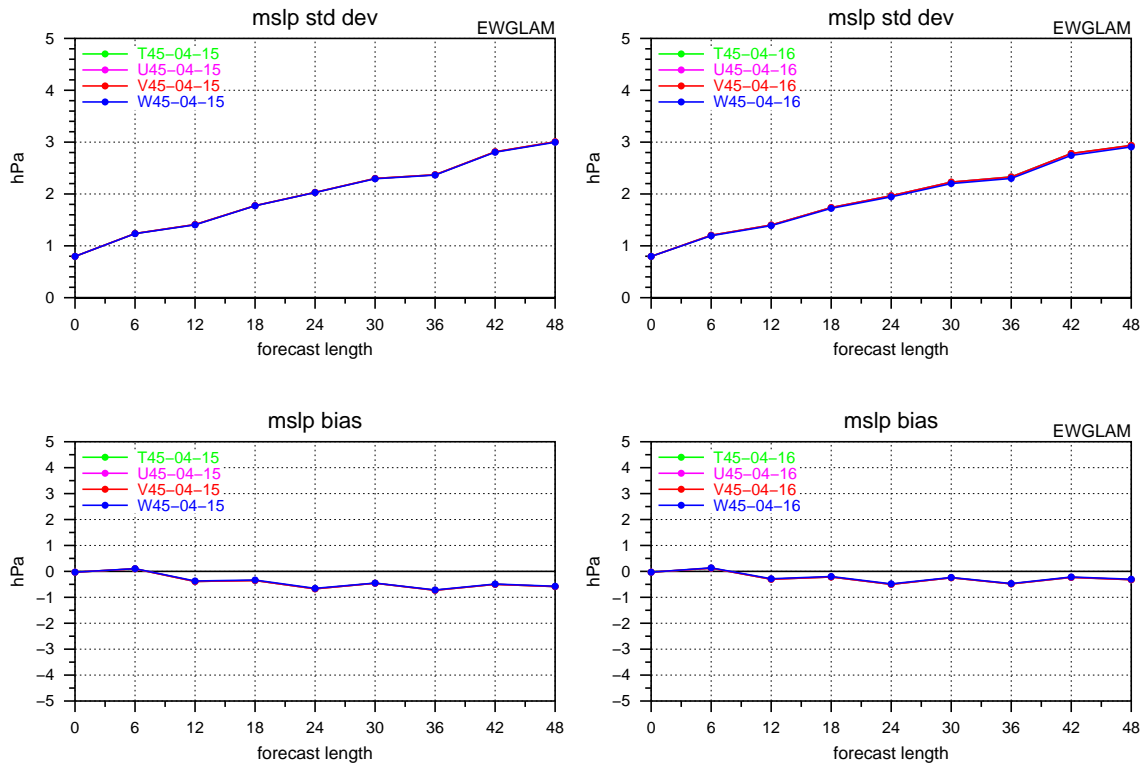 mslp std dev
EWGLAM
5
4
3
2
1
0
hPa
T45−04−15
U45−04−15
V45−04−15
W45−04−15
0 6 12 18 24 30 36 42 48
forecast length
mslp std dev
EWGLAM
5
4
3
2
1
0
hPa
T45−04−16
U45−04−16
V45−04−16
W45−04−16
0 6 12 18 24 30 36 42 48
forecast length
mslp bias
5
4
3
2
1
0
−1
−2
−3
−4
−5
hPa
T45−04−15
U45−04−15
V45−04−15
W45−04−15
0 6 12 18 24 30 36 42 48
forecast length
mslp bias
EWGLAM
5
4
3
2
1
0
−1
−2
−3
−4
−5
hPa
T45−04−16
U45−04−16
V45−04−16
W45−04−16
0 6 12 18 24 30 36 42 48
forecast length